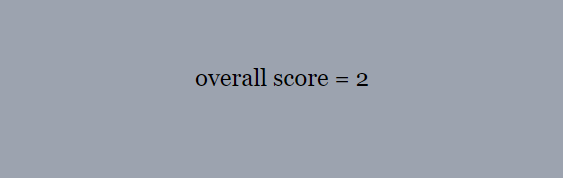 overall score = 2